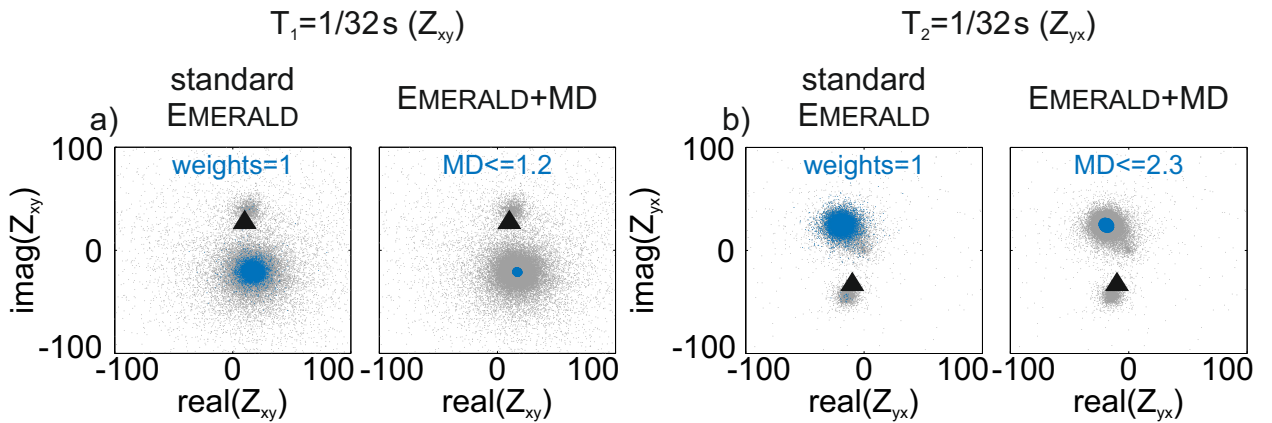 T₁=1/32 s (Zxy)
T₂=1/32 s (Zyx)
standard
EMERALD
EMERALD+MD
standard
EMERALD
EMERALD+MD
a)
b)
100
weights=1
MD<=1.2
100
weights=1
MD<=2.3
imag(Zxy)
0
imag(Zyx)
0
-100
-100
-100
0
100
-100
0
100
-100
0
100
-100
0
100
real(Zxy)
real(Zxy)
real(Zyx)
real(Zyx)